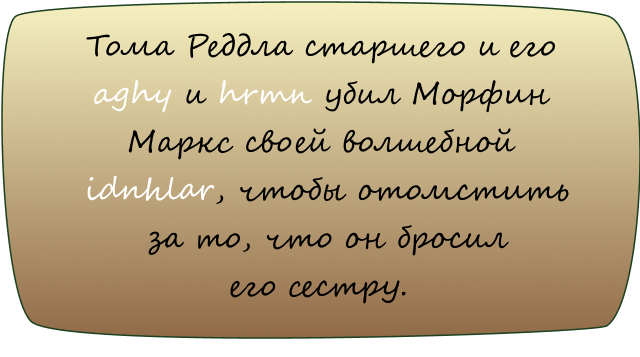 Тома Реддла старшего и его
aghy и hrmn убил Морфин
Маркс своей волшебной
idnhlar, чтобы отомстить
за то, что он бросил
его сестру.